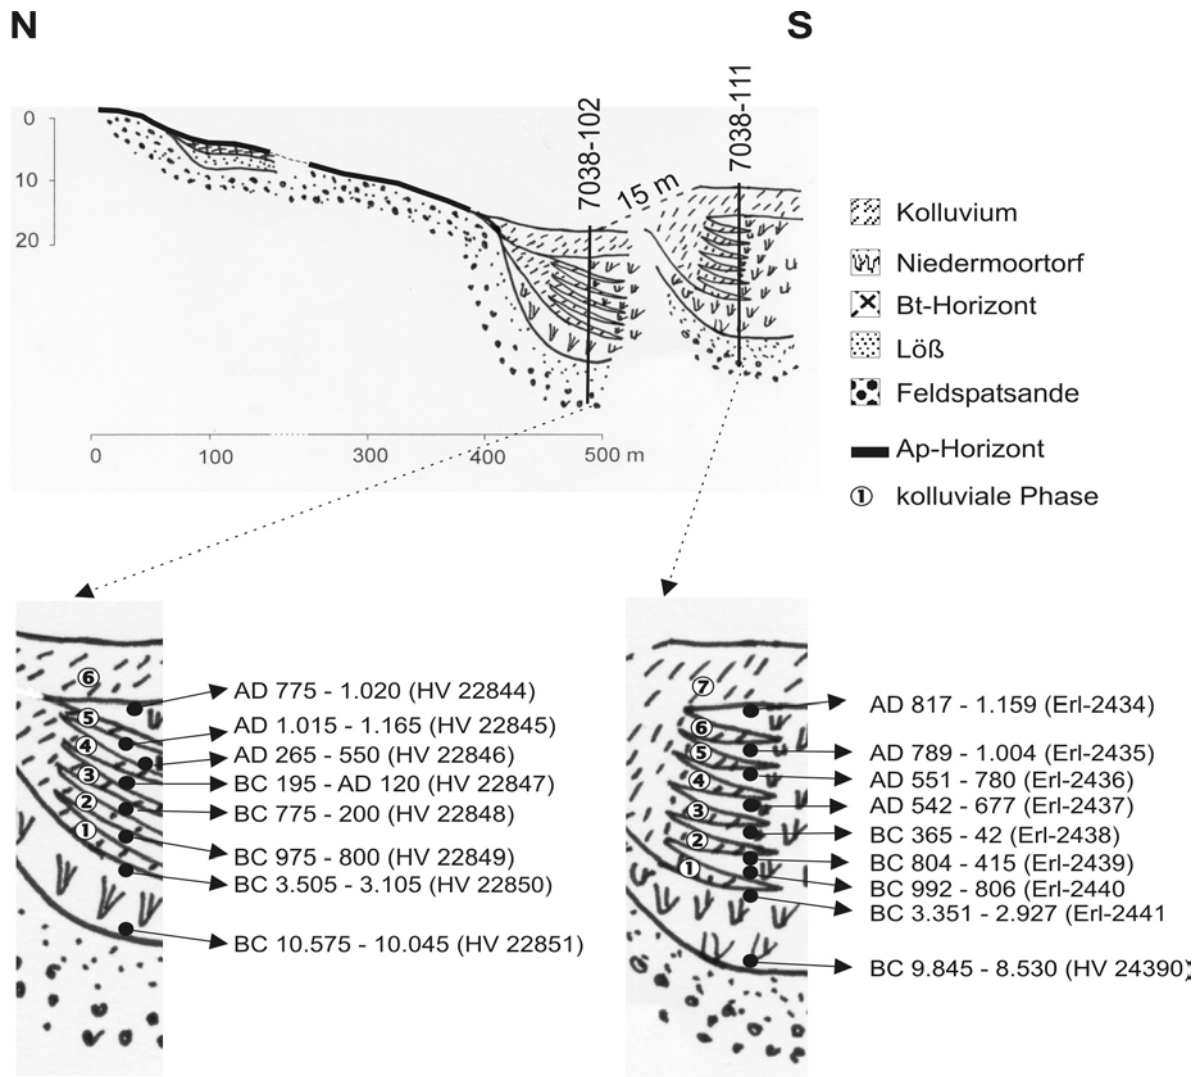 N
S
7038-102
7038-111
15 m
0
10
20
0
100
300
400
500 m
Kolluvium
Niedermoortorf
Bt-Horizont
Löß
Feldspatsande
Ap-Horizont
1 kolluviale Phase
6
5
4
3
2
1
AD 775 - 1.020 (HV 22844)
AD 1.015 - 1.165 (HV 22845)
AD 265 - 550 (HV 22846)
BC 195 - AD 120 (HV 22847)
BC 775 - 200 (HV 22848)
BC 975 - 800 (HV 22849)
BC 3.505 - 3.105 (HV 22850)
BC 10.575 - 10.045 (HV 22851)
7
6
5
4
3
2
1
AD 817 - 1.159 (Erl-2434)
AD 789 - 1.004 (Erl-2435)
AD 551 - 780 (Erl-2436)
AD 542 - 677 (Erl-2437)
BC 365 - 42 (Erl-2438)
BC 804 - 415 (Erl-2439)
BC 992 - 806 (Erl-2440
BC 3.351 - 2.927 (Erl-2441
BC 9.845 - 8.530 (HV 24390)